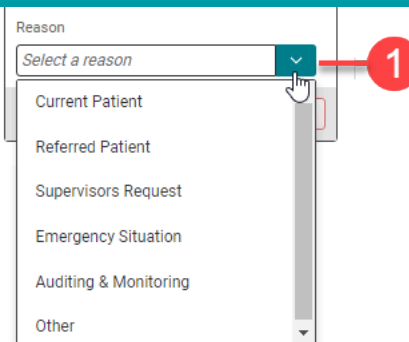 Reason
Select a reason
1
Current Patient
Referred Patient
Supervisors Request
Emergency Situation
Auditing & Monitoring
Other